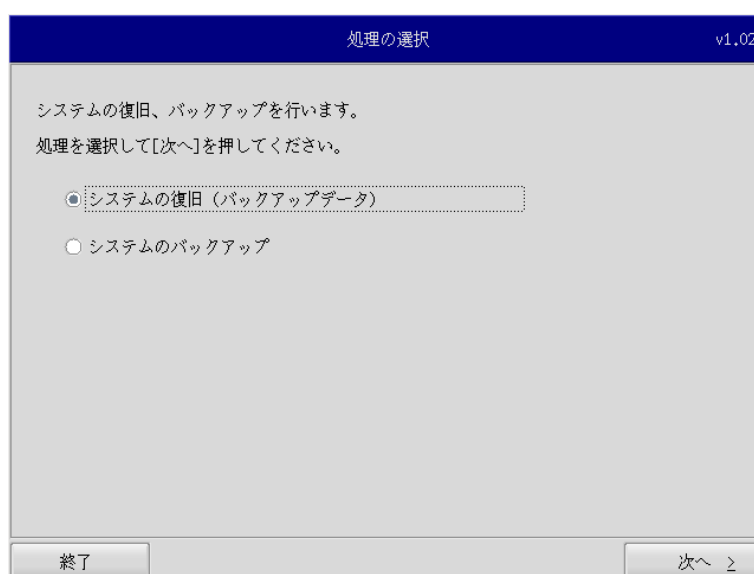 処理の選択
v1.02
システムの復旧、バックアップを行います。
処理を選択して[次へ]を押してください。
システムの復旧（バックアップデータ）
システムのバックアップ
終了
次へ ≥